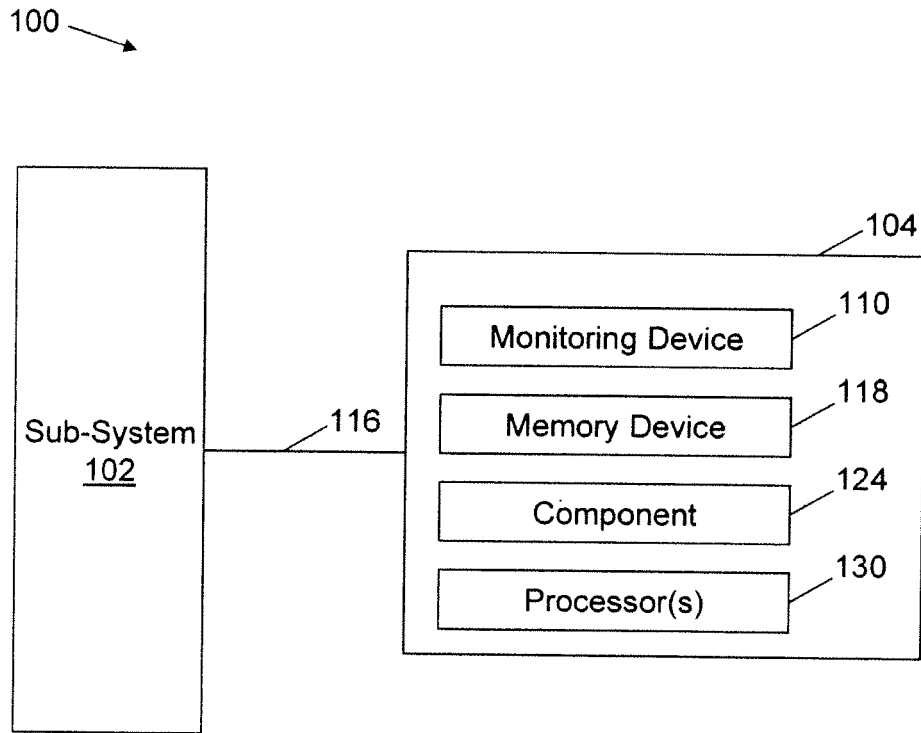 100
104
110
Monitoring Device
118
Memory Device
Sub-System
102
116
124
Component
130
Processor(s)